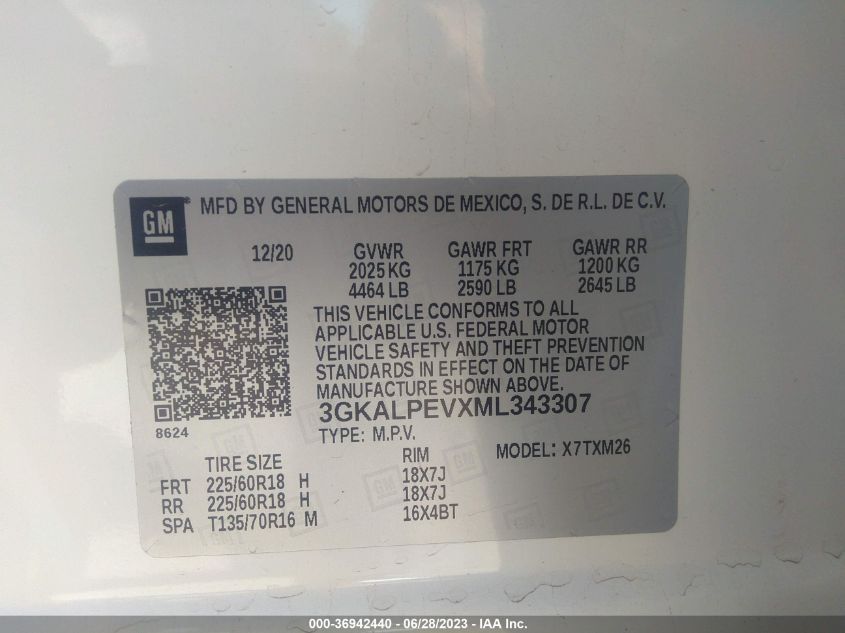 GM
MFD BY GENERAL MOTORS DE MEXICO, S. DE R.L. DE C.V.
12/20 GVWR GAWR FRT GAWR RR
2025 KG 1175 KG 1200 KG
4464 LB 2590 LB 2645 LB
THIS VEHICLE CONFORMS TO ALL
APPLICABLE U.S. FEDERAL MOTOR
VEHICLE SAFETY AND THEFT PREVENTION
STANDARDS IN EFFECT ON THE DATE OF
MANUFACTURE SHOWN ABOVE.
3GKALPEVXML343307
8624
TYPE: M.P.V.
MODEL: X7TXM26
TIRE SIZE RIM
FRT 225/60R18 H 18X7J
RR 225/60R18 H 18X7J
SPA T135/70R16 M 16X4BT
000-36942440 - 06/28/2023 - IAA Inc.